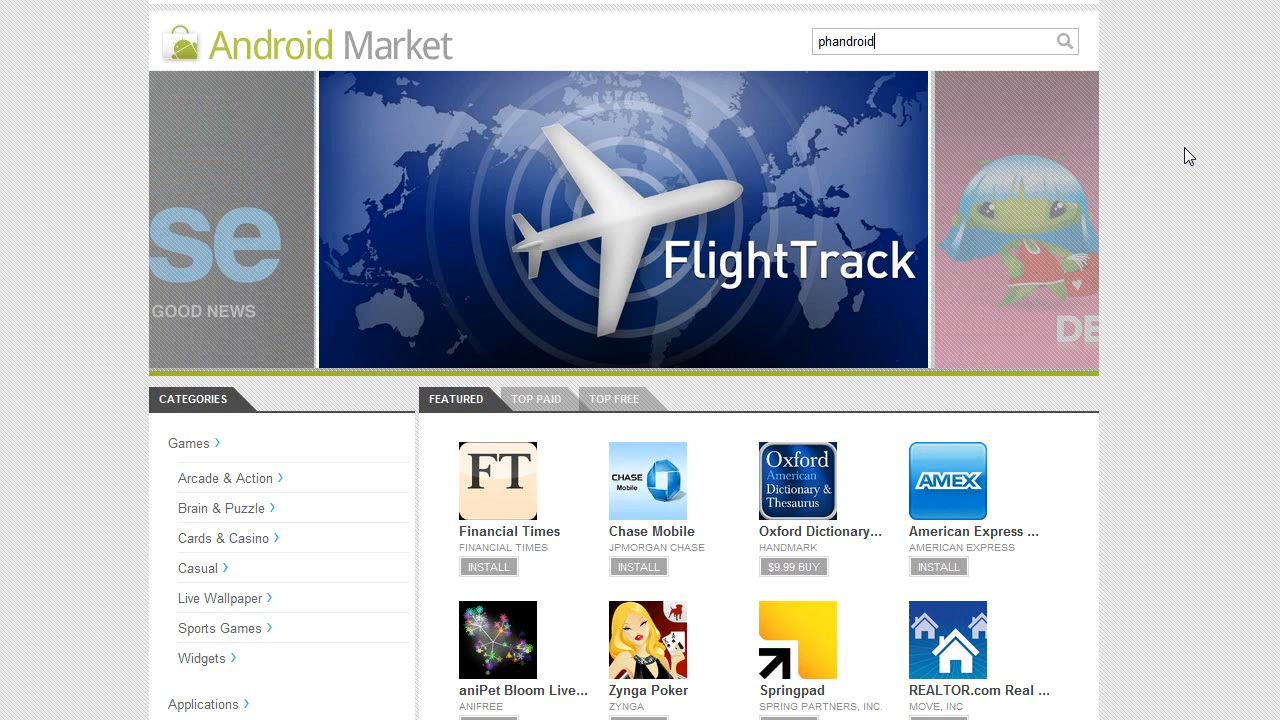 Android Market
phandroid
se
GOOD NEWS
FlightTrack
DE
CATEGORIES
FEATURED
TOP PAID
TOP FREE
Games
Arcade & Action
Brain & Puzzle
Cards & Casino
Casual
Live Wallpaper
Sports Games
Widgets
Applications
FT
CHASE
Mobile
Oxford
American
Dictionary &
Thesaurus
AMEX
Financial Times
Chase Mobile
Oxford Dictionary...
American Express ...
FINANCIAL TIMES
JPMORGAN CHASE
HANDMARK
AMERICAN EXPRESS
INSTALL
INSTALL
$9.99 BUY
INSTALL
aniPet Bloom Live...
Zynga Poker
Springpad
REALTOR.com Real ...
ANIFREE
ZYNGA
SPRING PARTNERS, INC.
MOVE, INC